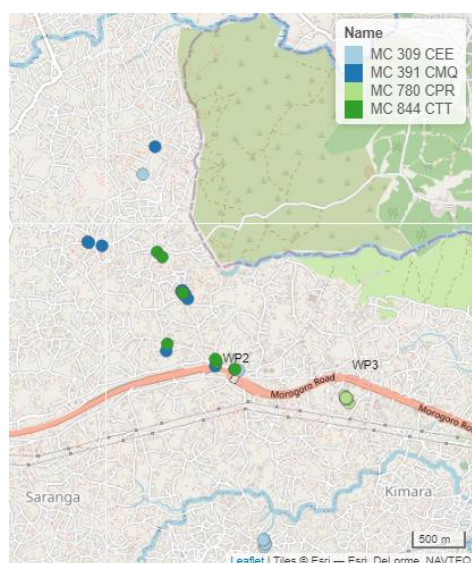 Name
MC 309 CEE
MC 391 CMQ
MC 780 CPR
MC 844 CTT
WP2
WP3
Morogoro Road
Morogoro Ro
Saranga
Kimara
500 m
Leaflet | Tiles © Esri — Esri, DeLorme, NAVTEQ